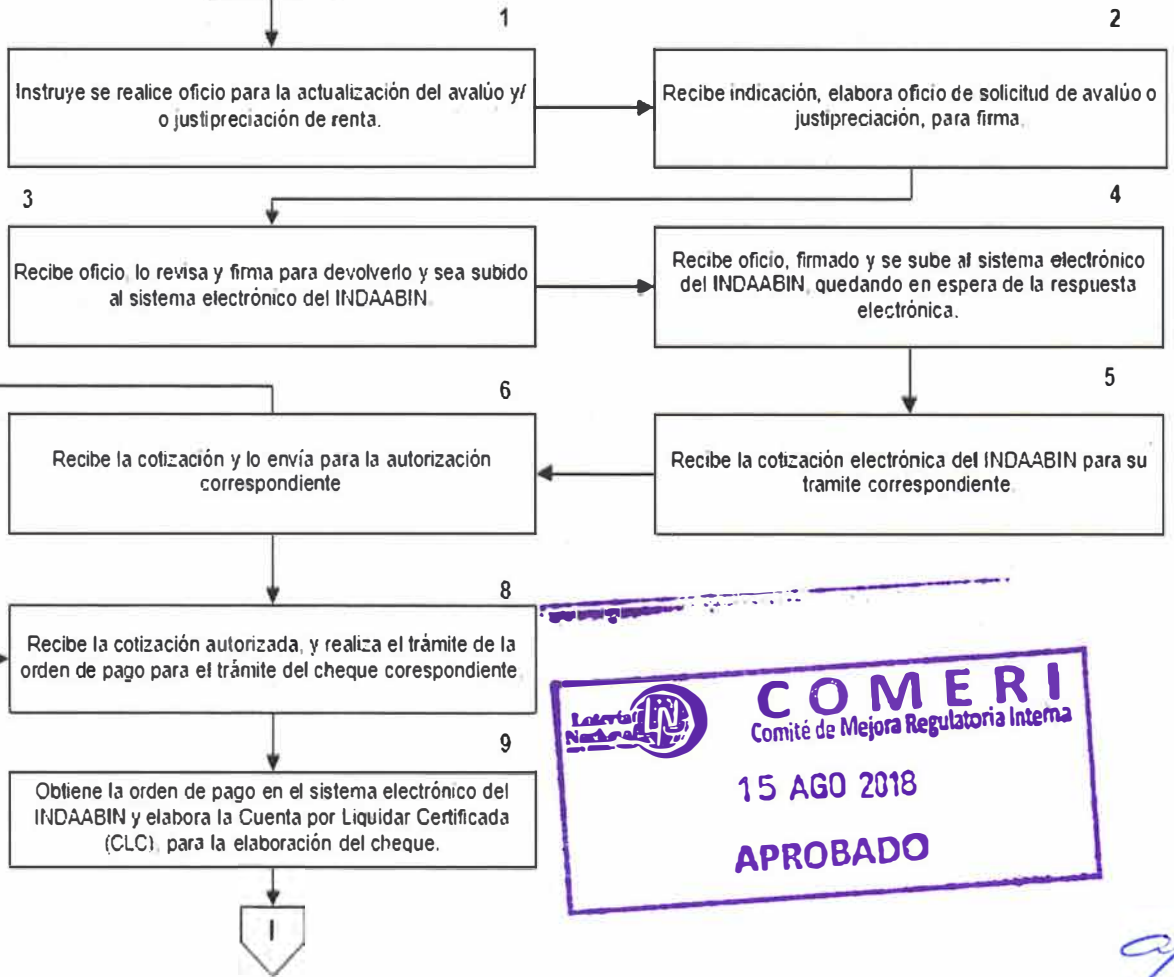 1
Instruye se realice oficio para la actualización del avalúo y/
o justipreciación de renta.
2
Recibe indicación, elabora oficio de solicitud de avalúo o
justipreciación, para firma.
3
Recibe oficio, lo revisa y firma para devolverlo y sea subido
al sistema electrónico del INDAABIN.
4
Recibe oficio, firmado y se sube al sistema electrónico
del INDAABIN, quedando en espera de la respuesta
electrónica.
5
Recibe la cotización electrónica del INDAABIN para su
tramite correspondiente.
6
Recibe la cotización y lo envía para la autorización
correspondiente
8
Recibe la cotización autorizada, y realiza el trámite de la
orden de pago para el trámite del cheque corespondiente
9
Obtiene la orden de pago en el sistema electrónico del
INDAABIN y elabora la Cuenta por Liquidar Certificada
(CLC), para la elaboración del cheque.
I
Lotería
Nacional
LN
COMERI
Comité de Mejora Regulatoria Interna
15 AGO 2018
APROBADO